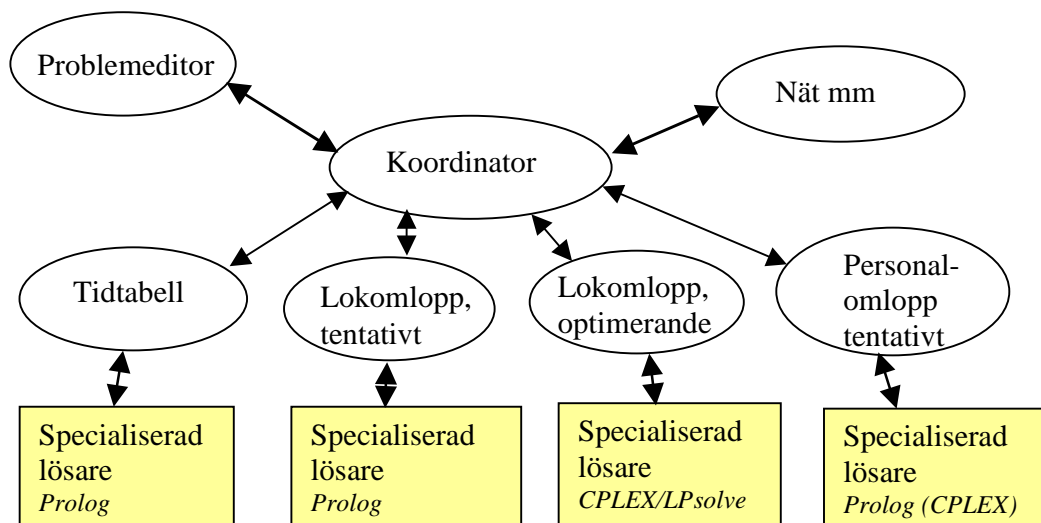 Problemeditor
Nät mm
Koordinator
Tidtabell
Lokomlopp,
tentativt
Lokomlopp,
optimerande
Personal-
omlopp
tentativt
Specialiserad
lösare
Prolog
Specialiserad
lösare
Prolog
Specialiserad
lösare
CPLEX/LPsolve
Specialiserad
lösare
Prolog (CPLEX)